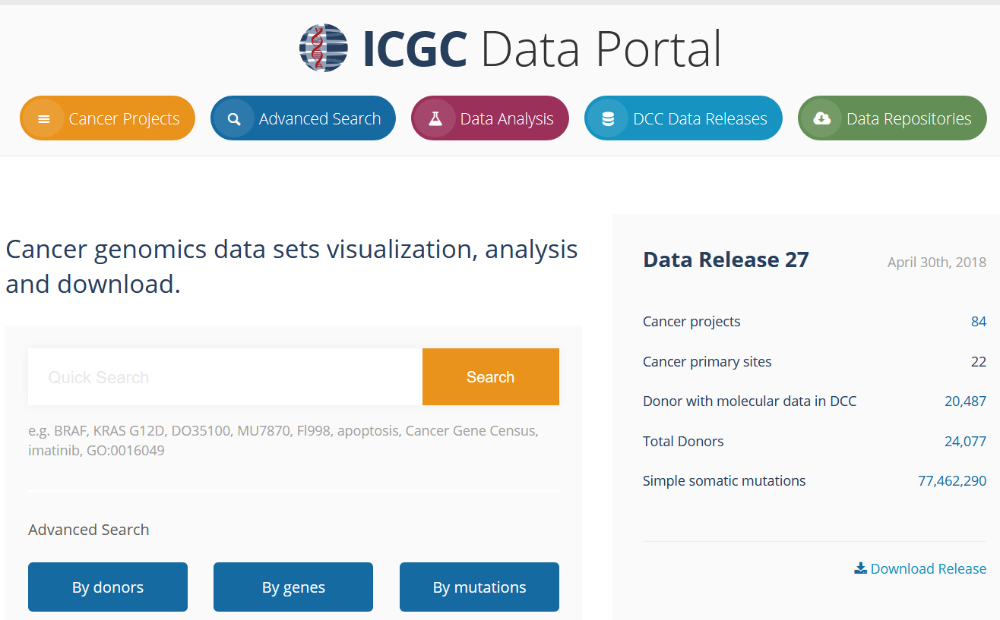 ICGC Data Portal
Cancer Projects
Advanced Search
Data Analysis
DCC Data Releases
Data Repositories
Cancer genomics data sets visualization, analysis
and download.
Quick Search
Search
e.g. BRAF, KRAS G12D, DO35100, MU7870, FI998, apoptosis, Cancer Gene Census,
imatinib, GO:0016049
Advanced Search
By donors
By genes
By mutations
Data Release 27 April 30th, 2018
Cancer projects 84
Cancer primary sites 22
Donor with molecular data in DCC 20,487
Total Donors 24,077
Simple somatic mutations 77,462,290
Download Release